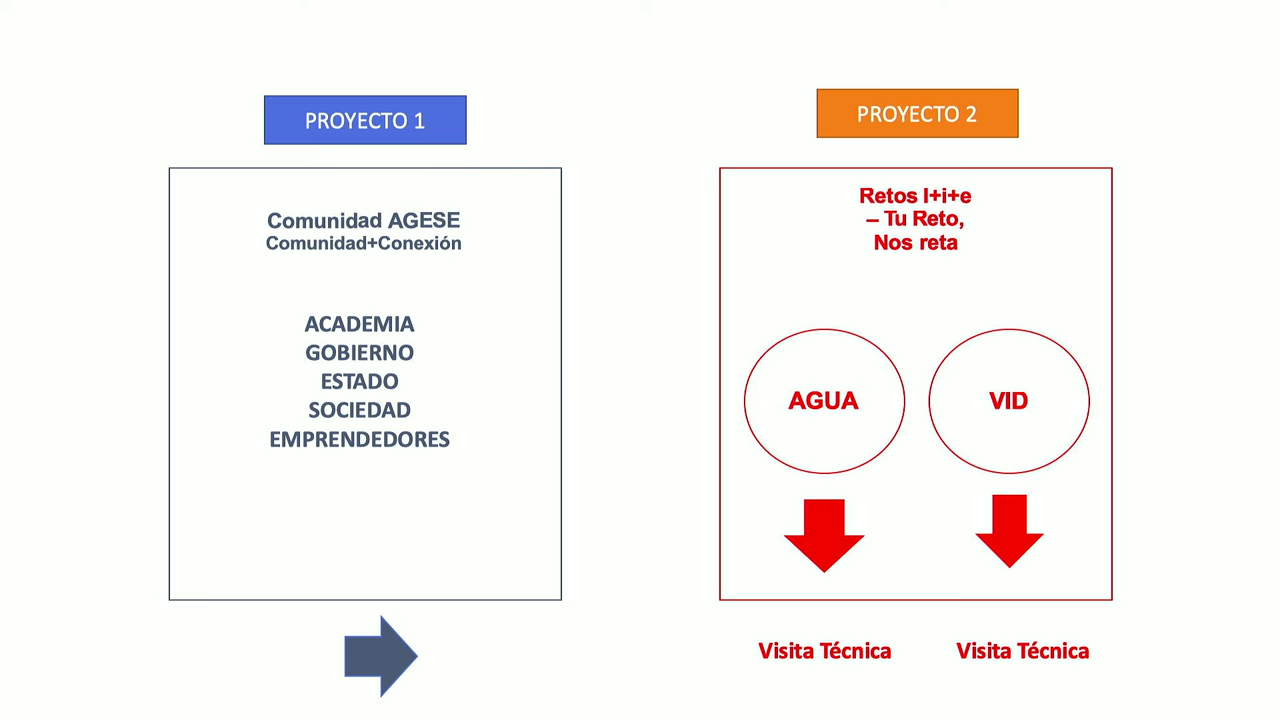 PROYECTO 1
Comunidad AGESE
Comunidad+Conexión
ACADEMIA
GOBIERNO
ESTADO
SOCIEDAD
EMPRENDEDORES
PROYECTO 2
Retos I+i+e
– Tu Reto,
Nos reta
AGUA
VID
Visita Técnica
Visita Técnica